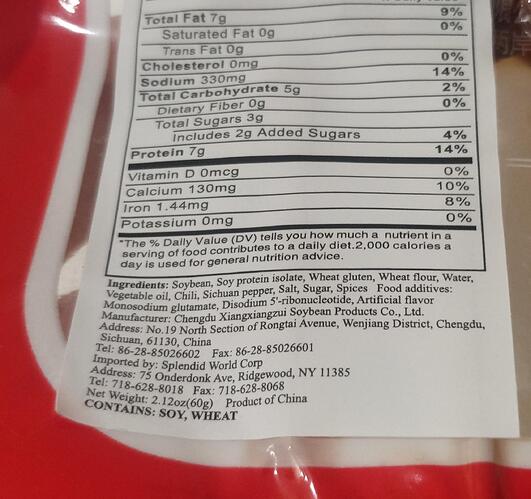 Total Fat 7g 9%
Saturated Fat 0g 0%
Trans Fat 0g
Cholesterol 0mg 0%
Sodium 330mg 14%
Total Carbohydrate 5g 2%
Dietary Fiber 0g 0%
Total Sugars 3g
Includes 2g Added Sugars 4%
Protein 7g 14%
Vitamin D 0mcg 0%
Calcium 130mg 10%
Iron 1.44mg 8%
Potassium 0mg 0%
*The % Daily Value (DV) tells you how much a nutrient in a
serving of food contributes to a daily diet.2,000 calories a
day is used for general nutrition advice.
Ingredients: Soybean, Soy protein isolate, Wheat gluten, Wheat flour, Water,
Vegetable oil, Chili, Sichuan pepper, Salt, Sugar, Spices Food additives:
Monosodium glutamate, Disodium 5'-ribonucleotide, Artificial flavor
Manufacturer: Chengdu Xiangxiangzui Soybean Products Co., Ltd.
Address: No.19 North Section of Rongtai Avenue, Wenjiang District, Chengdu,
Sichuan, 61130, China
Tel: 86-28-85026602 Fax: 86-28-85026601
Imported by: Splendid World Corp
Address: 75 Onderdonk Ave, Ridgewood, NY 11385
Tel: 718-628-8018 Fax: 718-628-8068
Net Weight: 2.12oz(60g) Product of China
CONTAINS: SOY, WHEAT